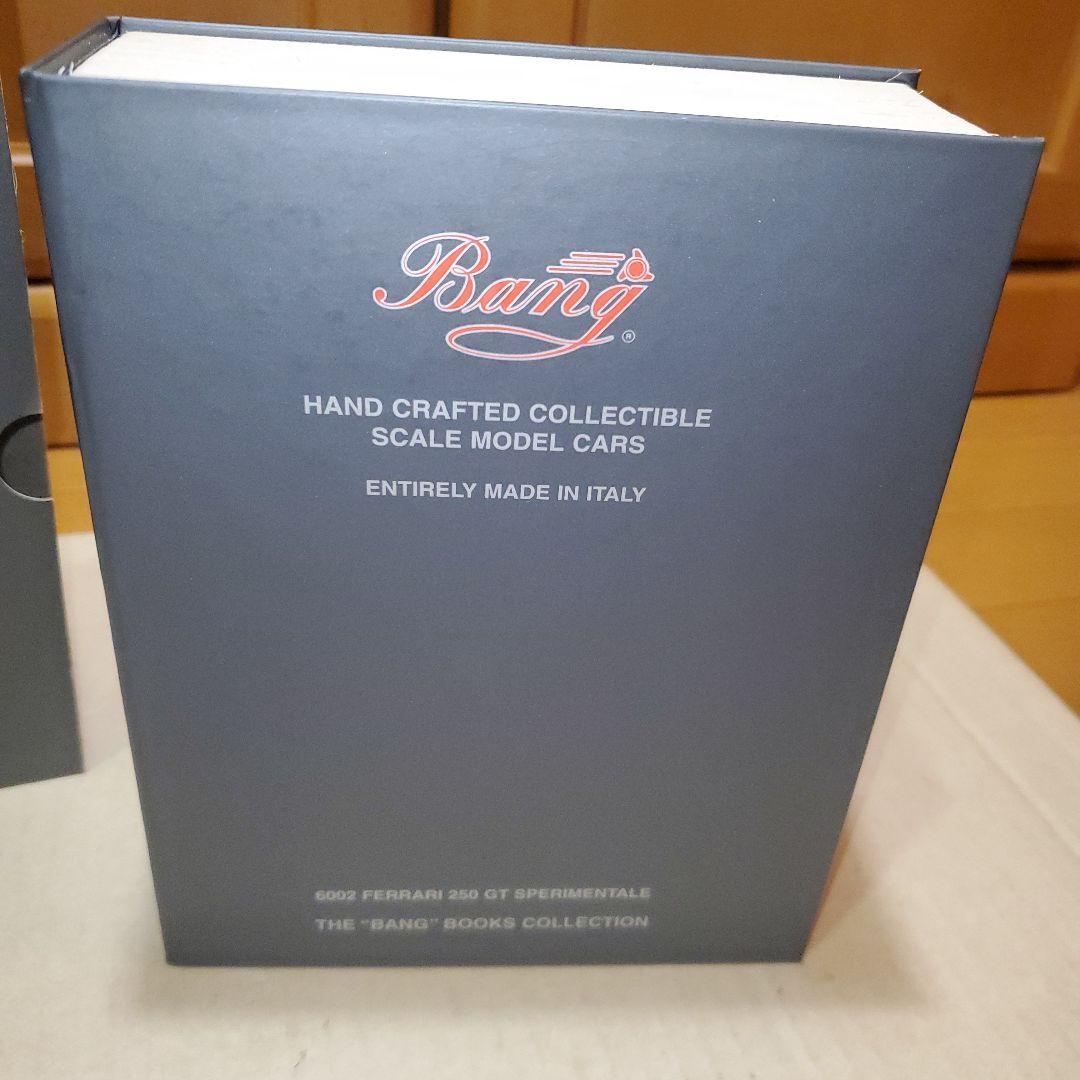 Bang®
HAND CRAFTED COLLECTIBLE
SCALE MODEL CARS
ENTIRELY MADE IN ITALY
6002 FERRARI 250 GT SPERIMENTALE
THE "BANG" BOOKS COLLECTION